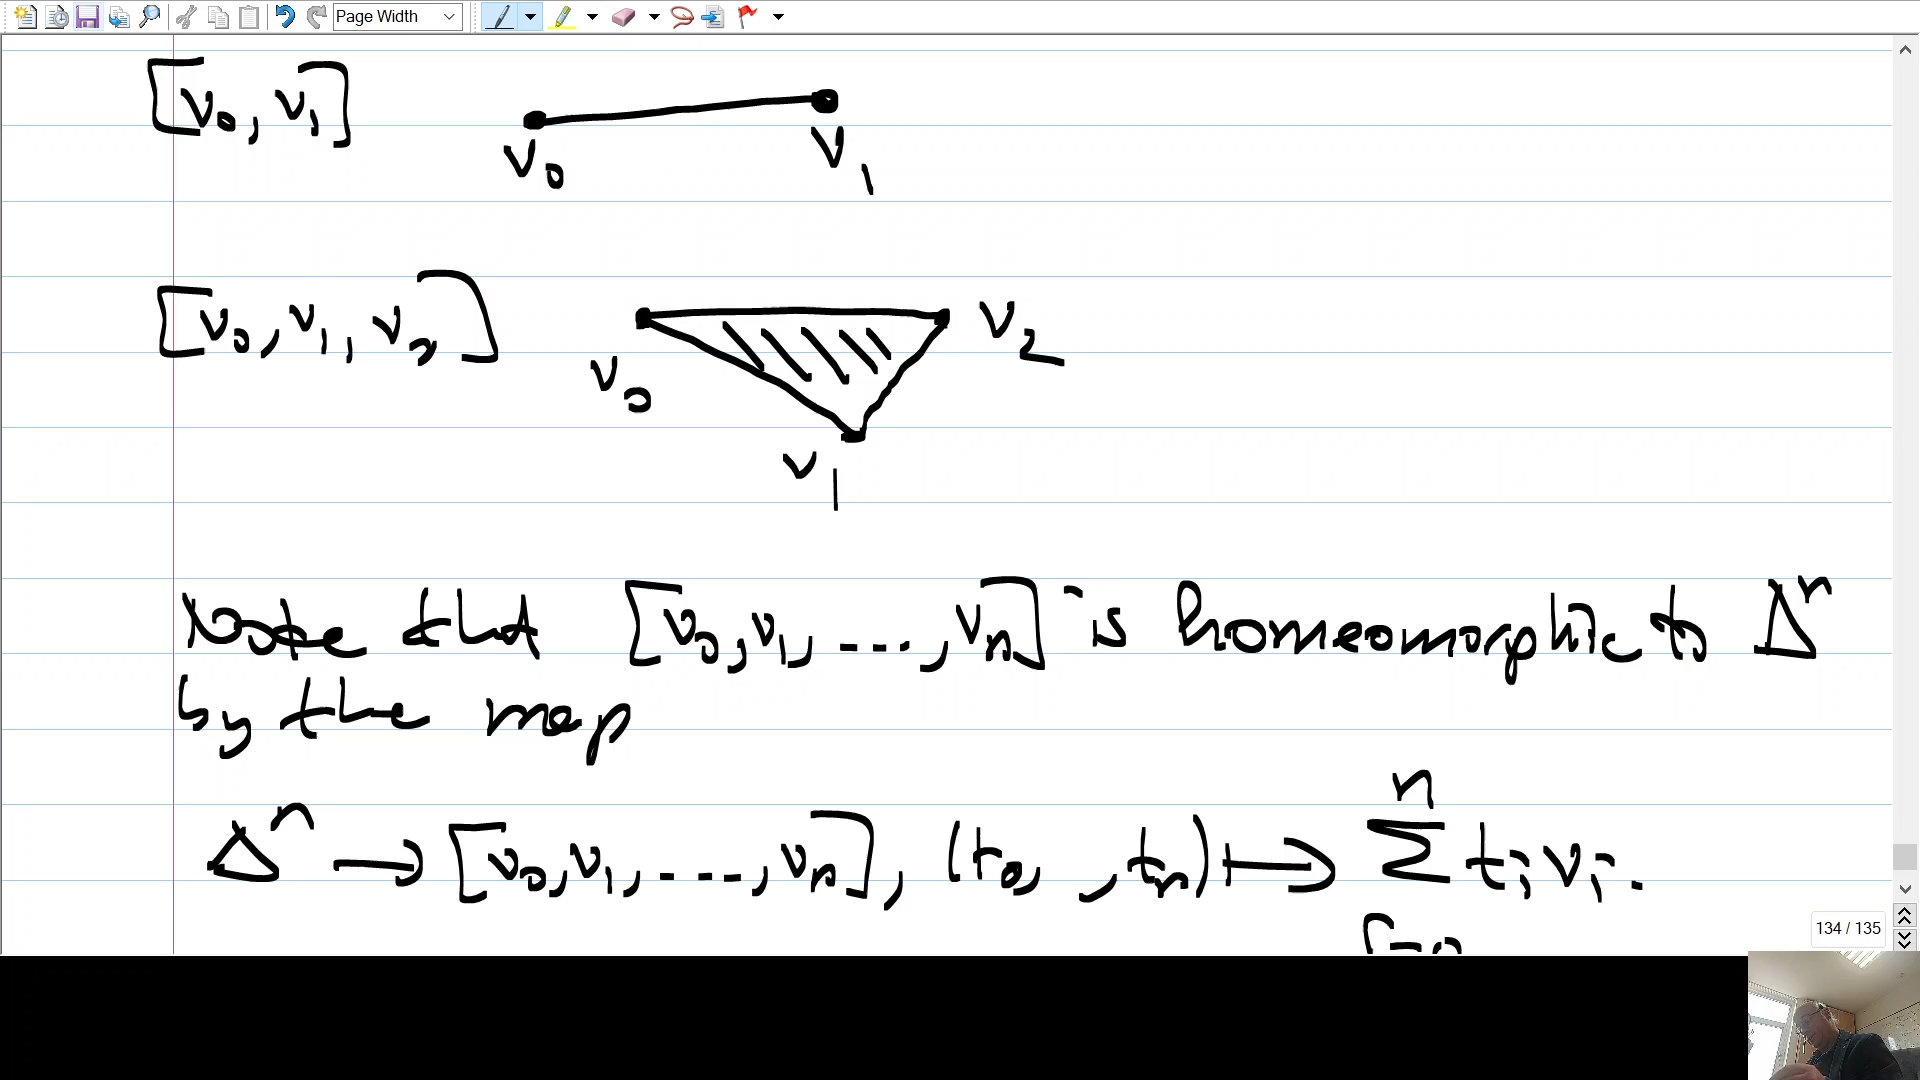 Page Width
[v₀, v₁]
v₀ v₁
[v₀, v₁, v₂]
v₀ v₂
v₁
Note that [v₀, v₁, ..., vₙ] is homeomorphic to Δⁿ
by the map
Δⁿ → [v₀, v₁, ..., vₙ], (t₀, , tₙ) ↦ n ∑ tᵢ vᵢ.
134 / 135